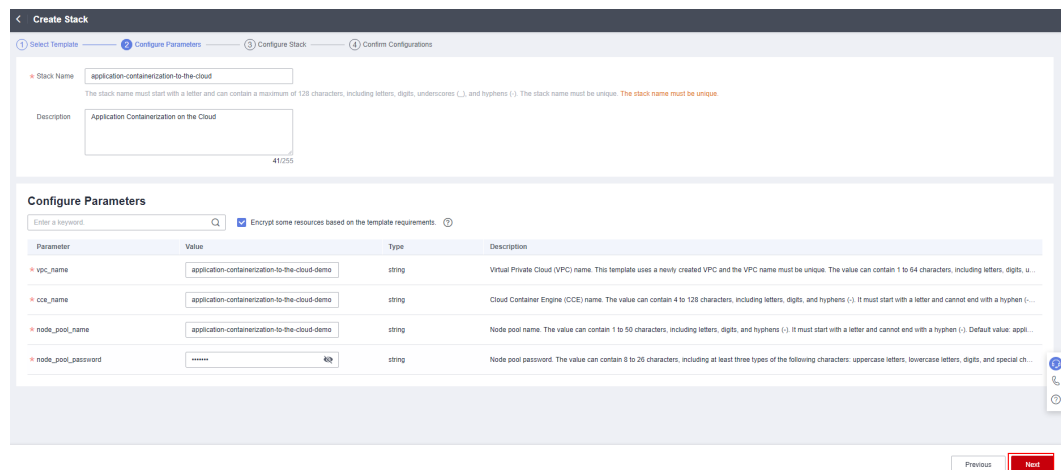 Create Stack
1 Select Template 2 Configure Parameters 3 Configure Stack 4 Confirm Configurations
* Stack Name application-containerization-to-the-cloud
The stack name must start with a letter and can contain a maximum of 128 characters, including letters, digits, underscores (_), and hyphens (-). The stack name must be unique. The stack name must be unique.
Description Application Containerization on the Cloud
41/255
Configure Parameters
Enter a keyword. Encrypt some resources based on the template requirements. ?
Parameter Value Type Description
* vpc_name application-containerization-to-the-cloud-demo string Virtual Private Cloud (VPC) name. This template uses a newly created VPC and the VPC name must be unique. The value can contain 1 to 64 characters, including letters, digits, u...
* cce_name application-containerization-to-the-cloud-demo string Cloud Container Engine (CCE) name. The value can contain 4 to 128 characters, including letters, digits, and hyphens (-). It must start with a letter and cannot end with a hyphen (-...
* node_pool_name application-containerization-to-the-cloud-demo string Node pool name. The value can contain 1 to 50 characters, including letters, digits, and hyphens (-). It must start with a letter and cannot end with a hyphen (-). Default value: appli...
* node_pool_password ••••••• string Node pool password. The value can contain 8 to 26 characters, including at least three types of the following characters: uppercase letters, lowercase letters, digits, and special ch...
Previous Next